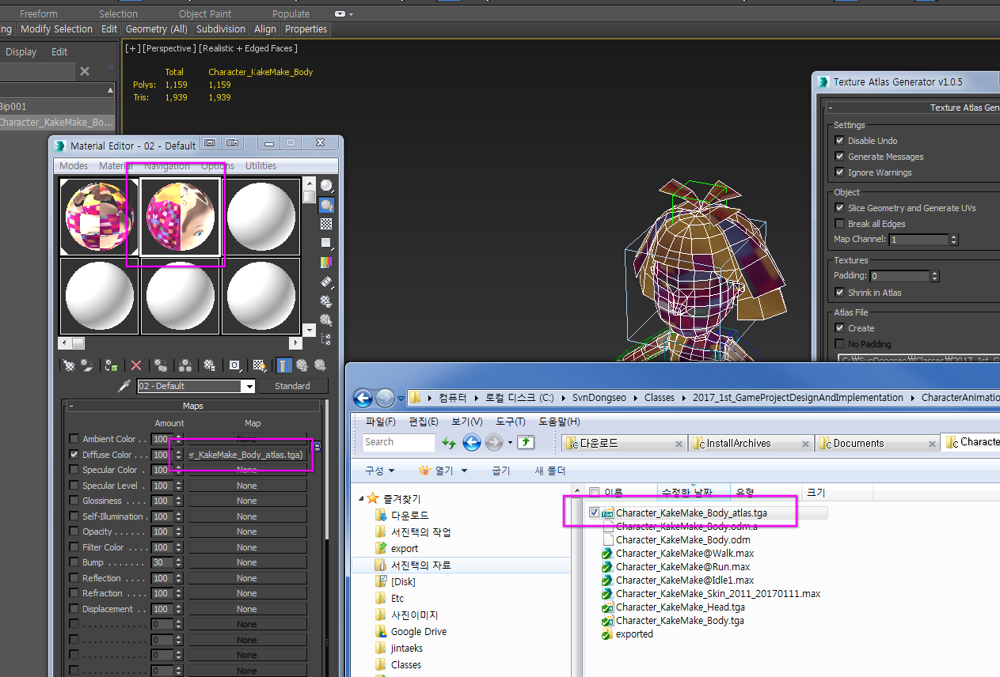 Freeform Selection Object Paint Populate
ng Modify Selection Edit Geometry (All) Subdivision Align Properties
Display Edit
[+] [Perspective ] [Realistic + Edged Faces ]
Total Character_KakeMake_Body
Polys: 1,159 1,159
Tris: 1,939 1,939
Bip001
Character_KakeMake_Bo...
Texture Atlas Generator v1.0.5
- Texture Atlas Gen
Settings
Disable Undo
Generate Messages
Ignore Warnings
Object
Slice Geometry and Generate UVs
Break all Edges
Map Channel: 1
Textures
Padding: 0
Shrink in Atlas
Atlas File
Create
No Padding
Material Editor - 02 - Default
Modes Material Navigation Options Utilities
02 - Default Standard
- Maps
Amount Map
Ambient Color . . 100 None
Diffuse Color . . . 100 er_KakeMake_Body_atlas.tga)
Specular Color . 100 None
Specular Level . 100 None
Glossiness . . . . 100 None
Self-Illumination . 100 None
Opacity . . . . . . 100 None
Filter Color . . . . 100 None
Bump . . . . . . . 30 None
Reflection . . . . 100 None
Refraction . . . . 100 None
Displacement . . 100 None
. . . . . . . . . . . 0 None
. . . . . . . . . . . 0 None
. . . . . . . . . . . 0 None
. . . . . . . . . . . 0 None
컴퓨터 로컬 디스크 (C:) SvnDongseo Classes 2017_1st_GameProjectDesignAndImplementation CharacterAnimatio
파일(F) 편집(E) 보기(V) 도구(T) 도움말(H)
Search C 다운로드 C InstallArchives C Documents C Characte
구성 열기 굽기 새 폴더
이름 수정한 날짜 유형 크기
즐겨찾기
다운로드
서진택의 작업
export
서진택의 자료
[Disk]
Etc
사진이미지
Google Drive
jintaeks
Classes
Character_KakeMake_Body_atlas.tga
Character_KakeMake_Body.odm.a
Character_KakeMake_Body.odm
Character_KakeMake@Walk.max
Character_KakeMake@Run.max
Character_KakeMake@Idle1.max
Character_KakeMake_Skin_2011_20170111.max
Character_KakeMake_Head.tga
Character_KakeMake_Body.tga
exported